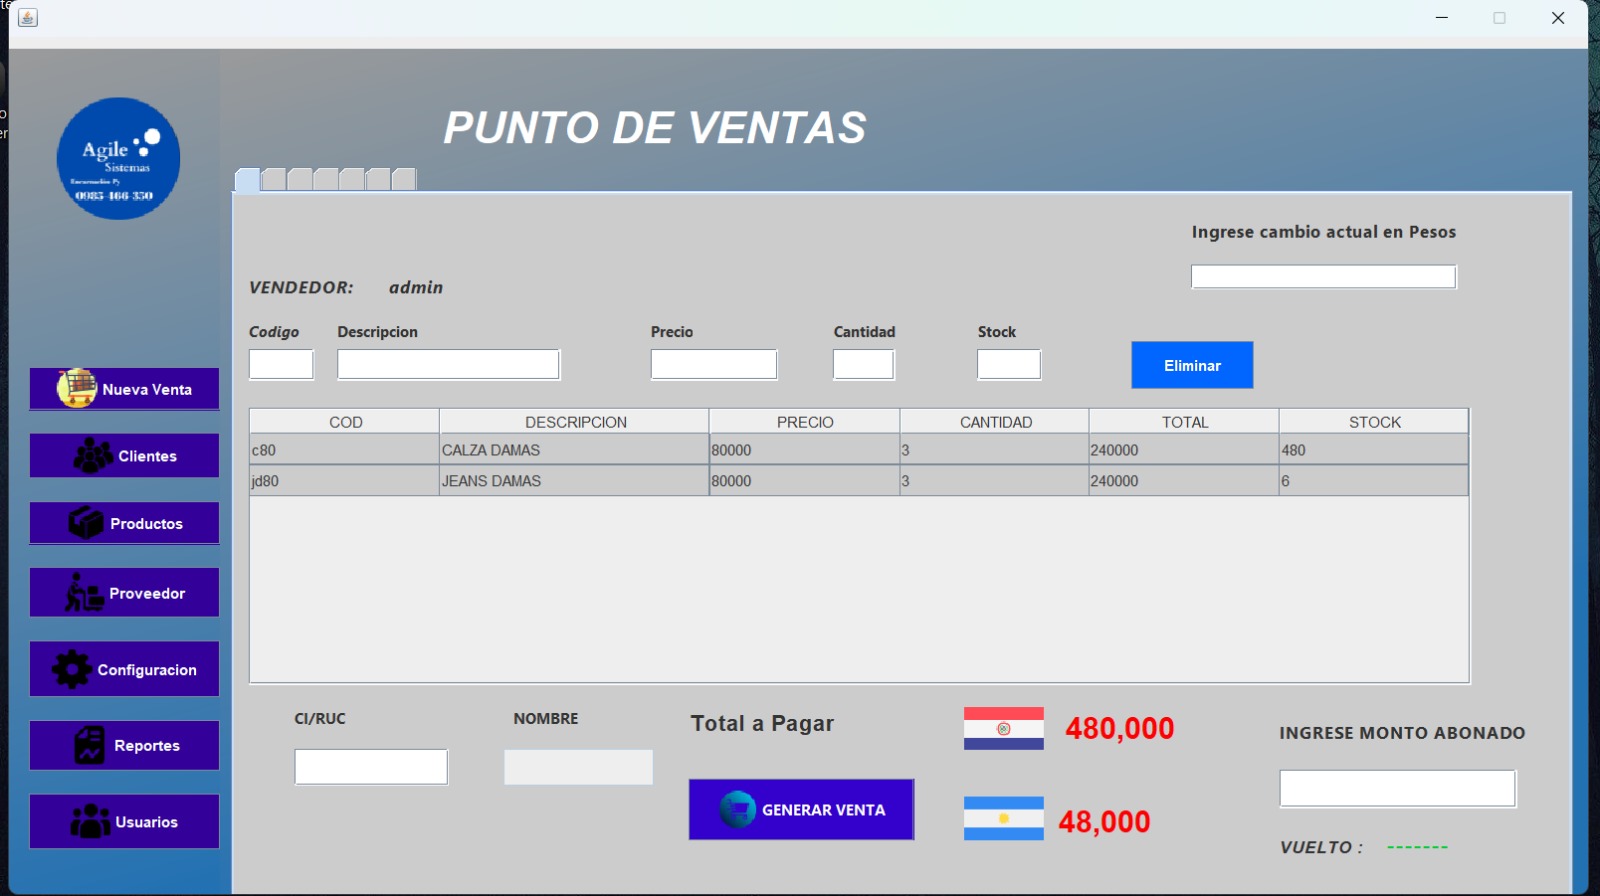 PUNTO DE VENTAS
Agile
Sistemas
Encarnación Py
0985 466 350
Ingrese cambio actual en Pesos
VENDEDOR: admin
Codigo Descripcion Precio Cantidad Stock
Eliminar
COD DESCRIPCION PRECIO CANTIDAD TOTAL STOCK
c80 CALZA DAMAS 80000 3 240000 480
jd80 JEANS DAMAS 80000 3 240000 6
Nueva Venta
Clientes
Productos
Proveedor
Configuracion
Reportes
Usuarios
CI/RUC NOMBRE Total a Pagar 480,000 INGRESE MONTO ABONADO
GENERAR VENTA 48,000
VUELTO : -------